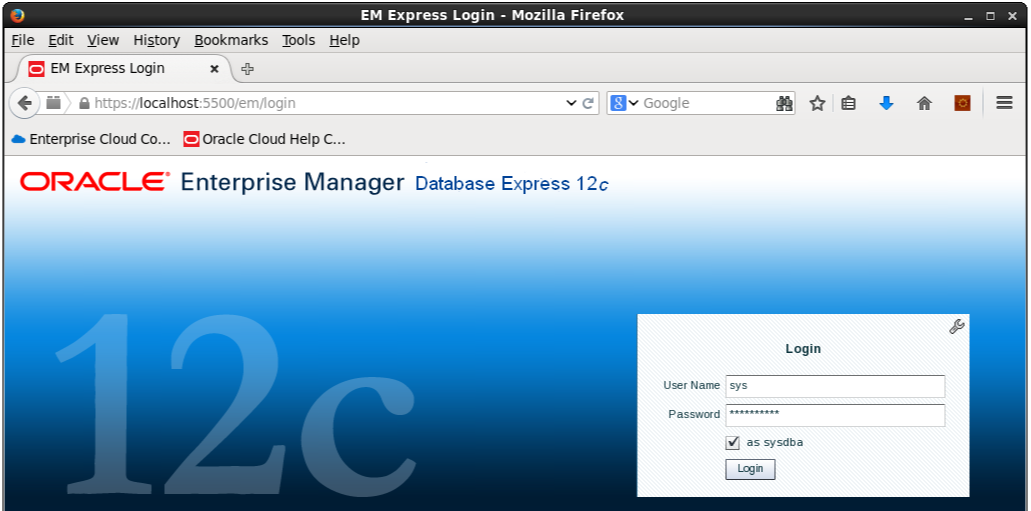 EM Express Login - Mozilla Firefox
File Edit View History Bookmarks Tools Help
EM Express Login
https://localhost:5500/em/login
Google
Enterprise Cloud Co... Oracle Cloud Help C...
ORACLE Enterprise Manager Database Express 12c
12c
Login
User Name sys
Password **********
as sysdba
Login